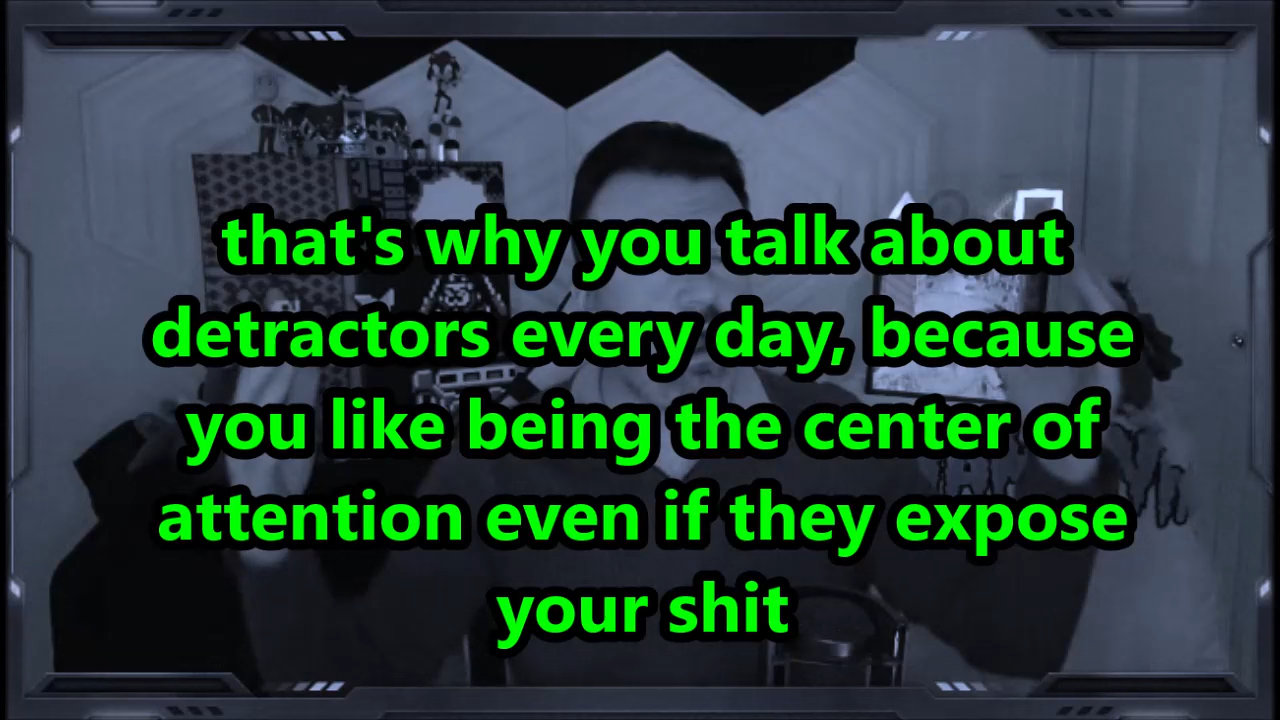 that's why you talk about
detractors every day, because
you like being the center of
attention even if they expose
your shit